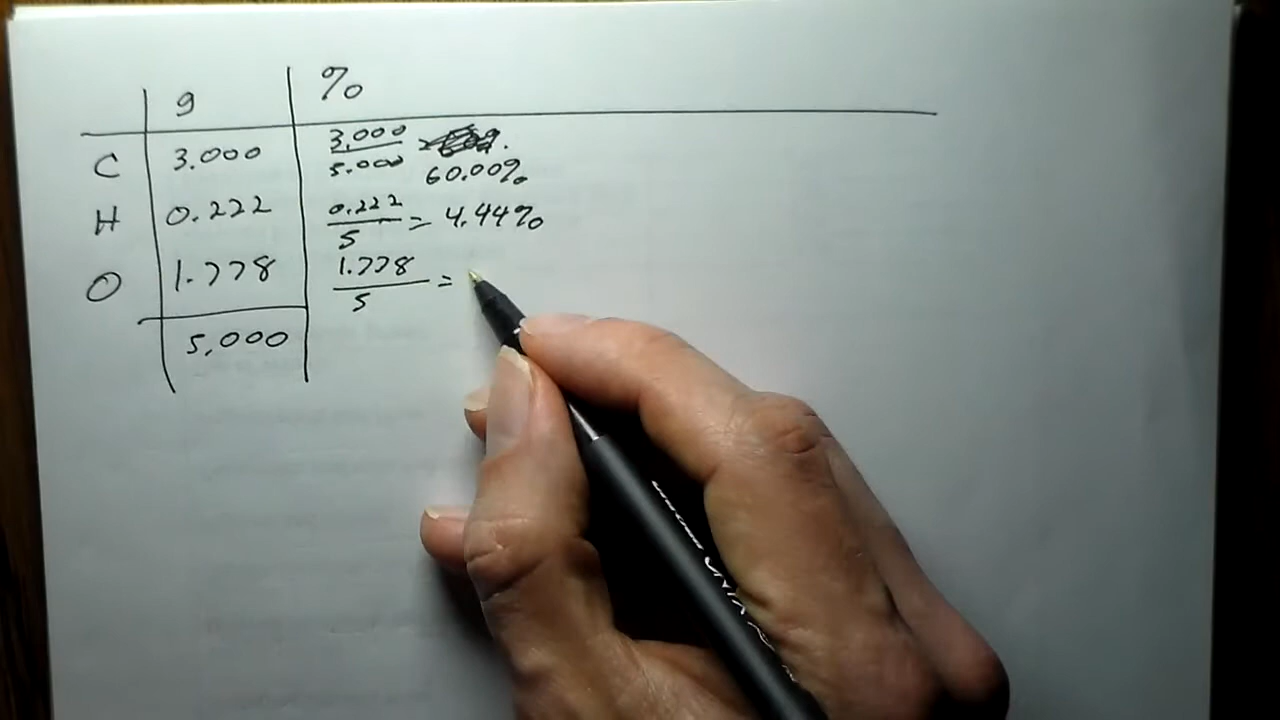 g %
C 3.000 3,000/5.000 60.00%
H 0.222 0.222/5 = 4.44%
O 1.778 1.778/5 =
5,000